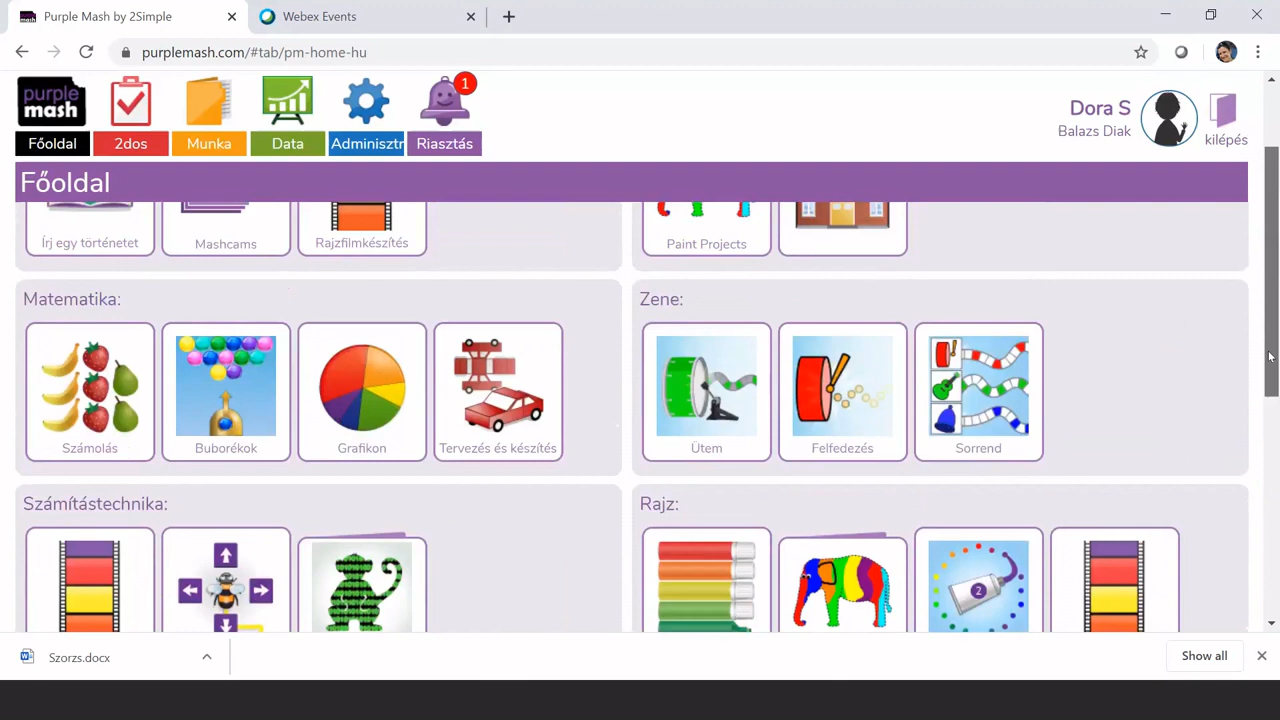 Purple Mash by 2Simple
Webex Events
purplemash.com/#tab/pm-home-hu
purple
mash
1
Főoldal
2dos
Munka
Data
Adminisztr
Riasztás
Dora S
Balazs Diak
kilépés
Főoldal
Írj egy történetet
Mashcams
Rajzfilmkészítés
Paint Projects
Matematika:
Számolás
Buborékok
Grafikon
Tervezés és készítés
Zene:
Ütem
Felfedezés
Sorrend
Számítástechnika:
Rajz:
2
Szorzs.docx
Show all